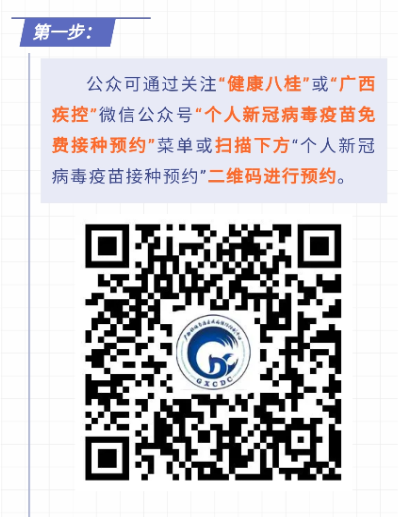 第一步：
公众可通过关注“健康八桂”或“广西
疾控”微信公众号“个人新冠病毒疫苗免
费接种预约”菜单或扫描下方“个人新冠
病毒疫苗接种预约”二维码进行预约。
GXCDC